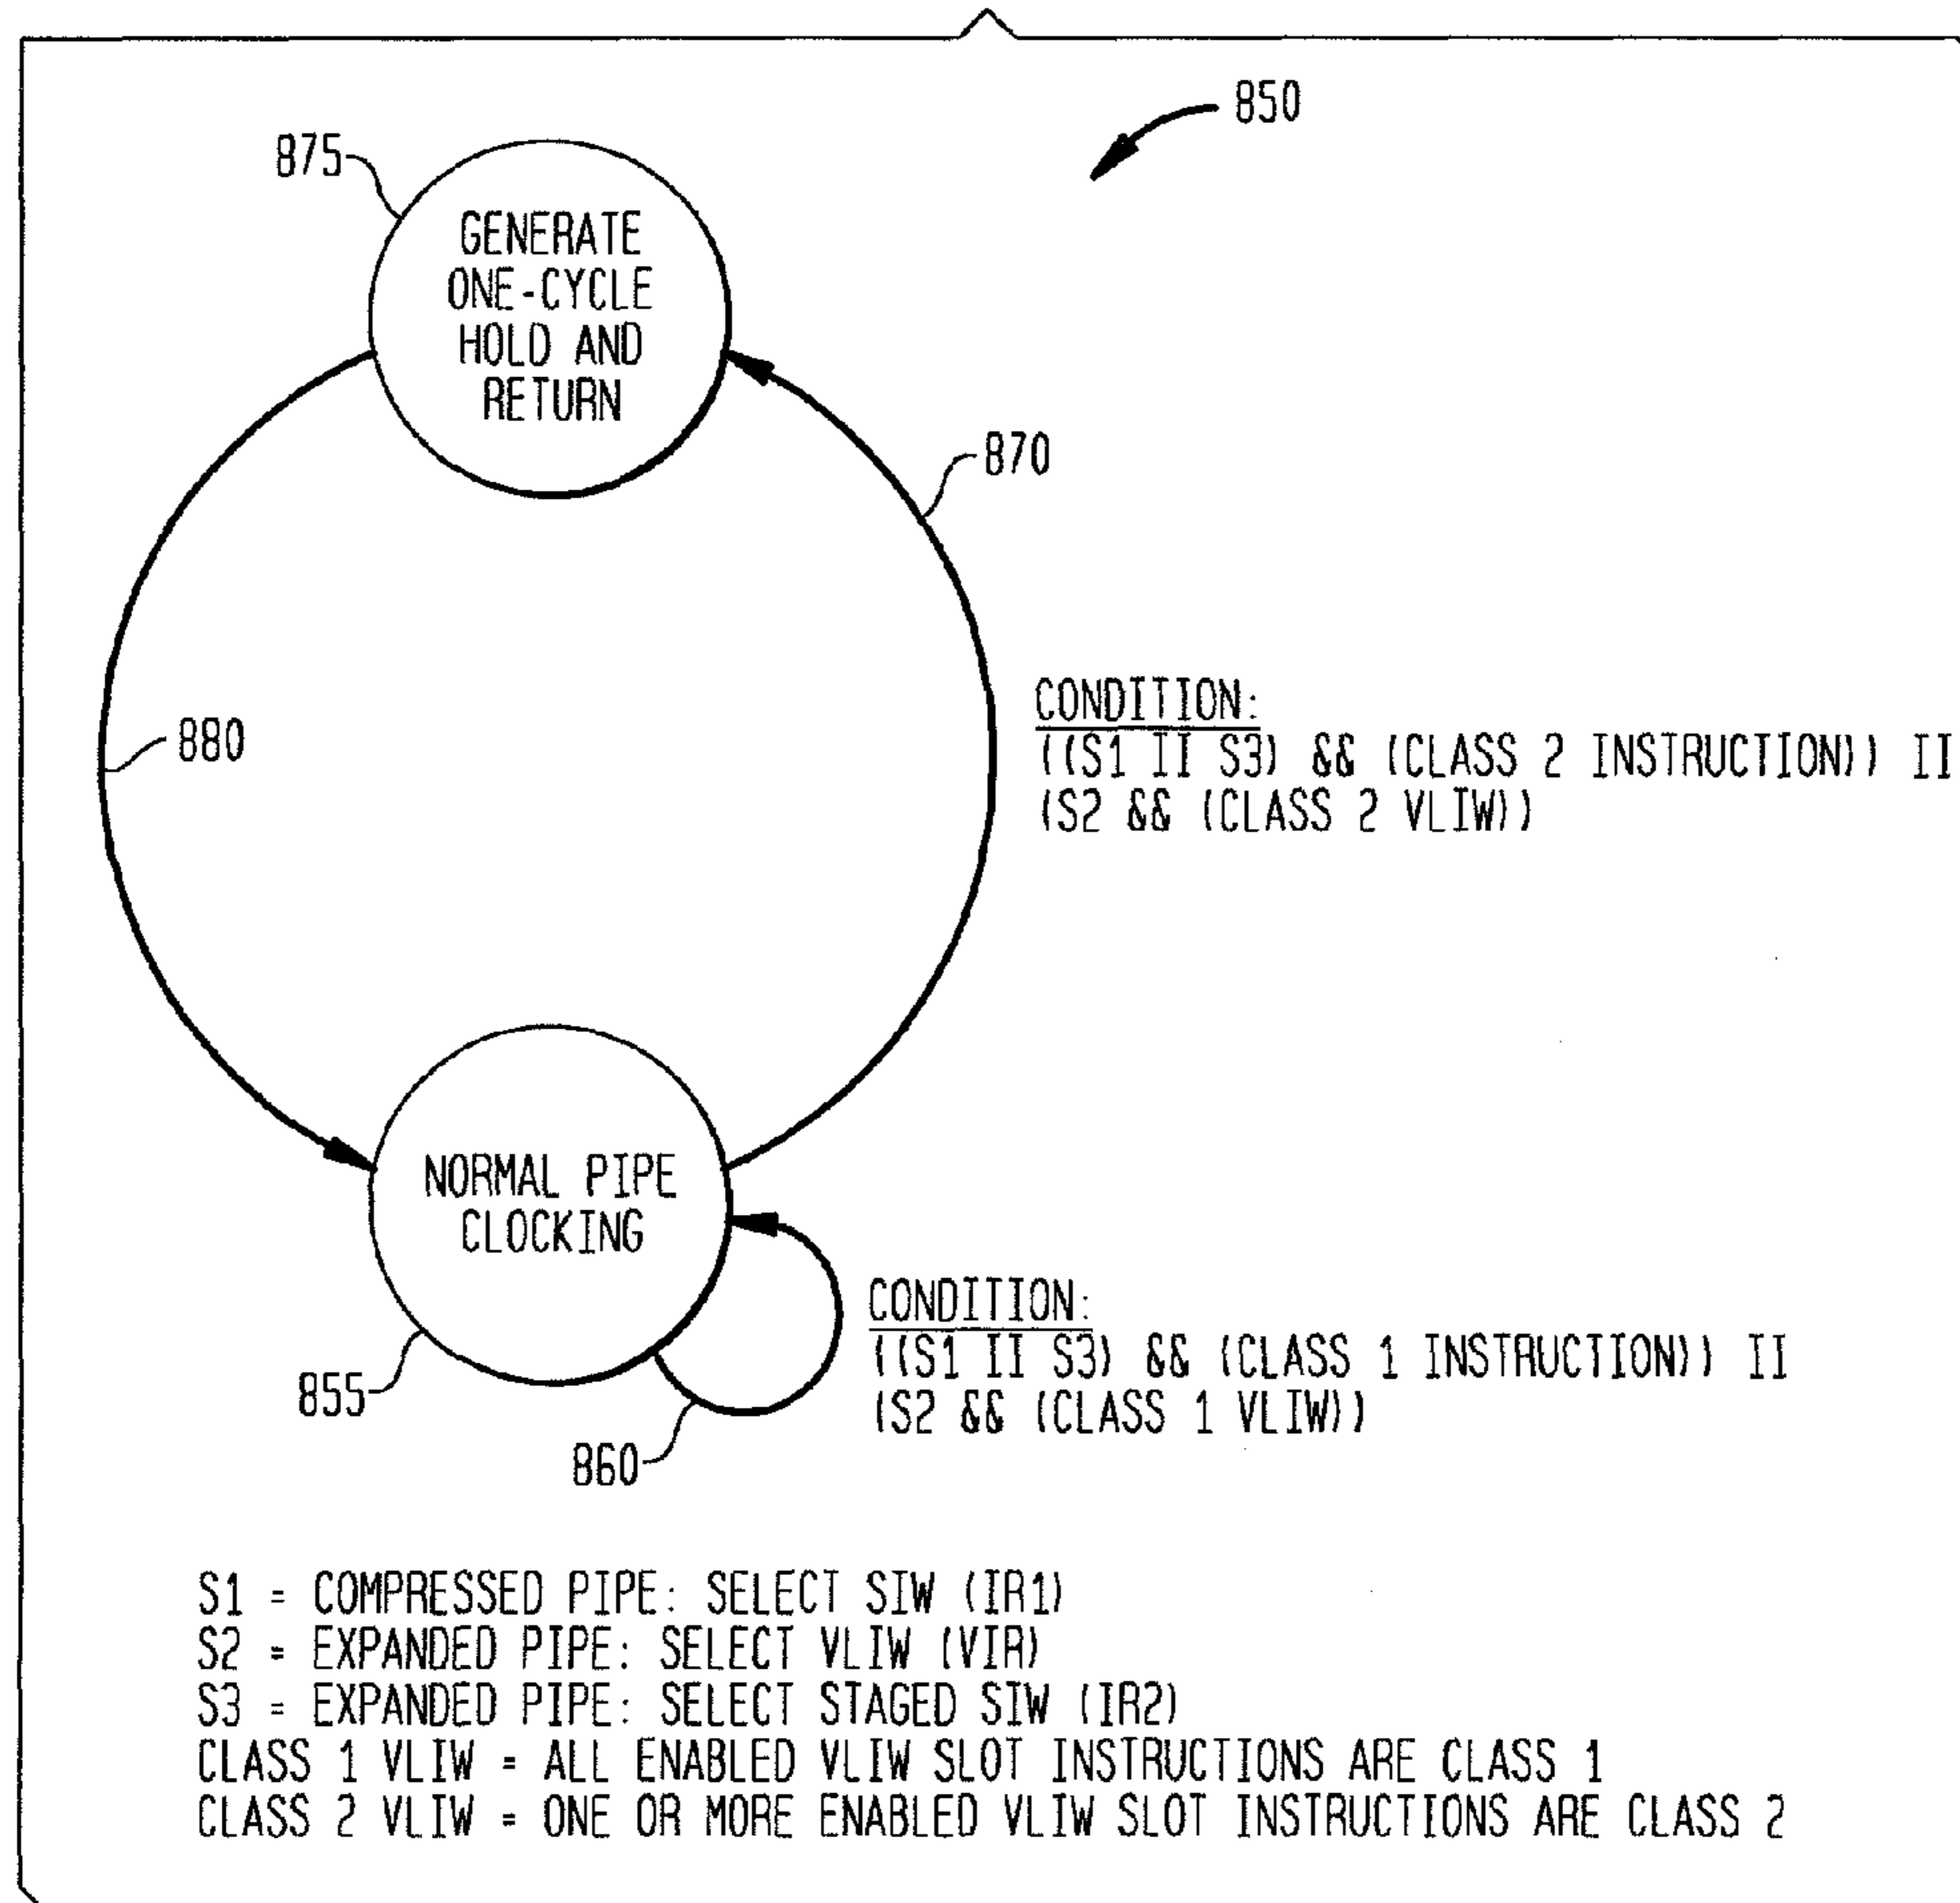 850
875
GENERATE
ONE-CYCLE
HOLD AND
RETURN
870
880
CONDITION:
((S1 II S3) && (CLASS 2 INSTRUCTION)) II
(S2 && (CLASS 2 VLIW))
NORMAL PIPE
CLOCKING
855
860
CONDITION:
((S1 II S3) && (CLASS 1 INSTRUCTION)) II
(S2 && (CLASS 1 VLIW))
S1 = COMPRESSED PIPE: SELECT SIW (IR1)
S2 = EXPANDED PIPE: SELECT VLIW (VIR)
S3 = EXPANDED PIPE: SELECT STAGED SIW (IR2)
CLASS 1 VLIW = ALL ENABLED VLIW SLOT INSTRUCTIONS ARE CLASS 1
CLASS 2 VLIW = ONE OR MORE ENABLED VLIW SLOT INSTRUCTIONS ARE CLASS 2